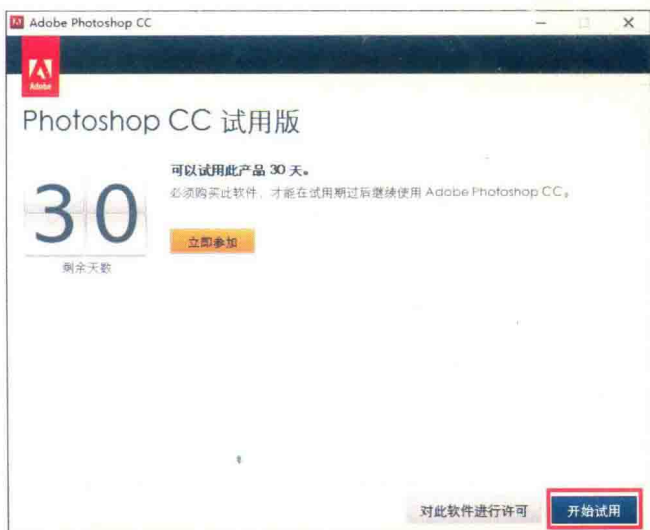 Adobe Photoshop CC
Adobe
Photoshop CC 试用版
可以试用此产品 30 天。
必须购买此软件，才能在试用期过后继续使用 Adobe Photoshop CC。
30
立即参加
剩余天数
对此软件进行许可
开始试用